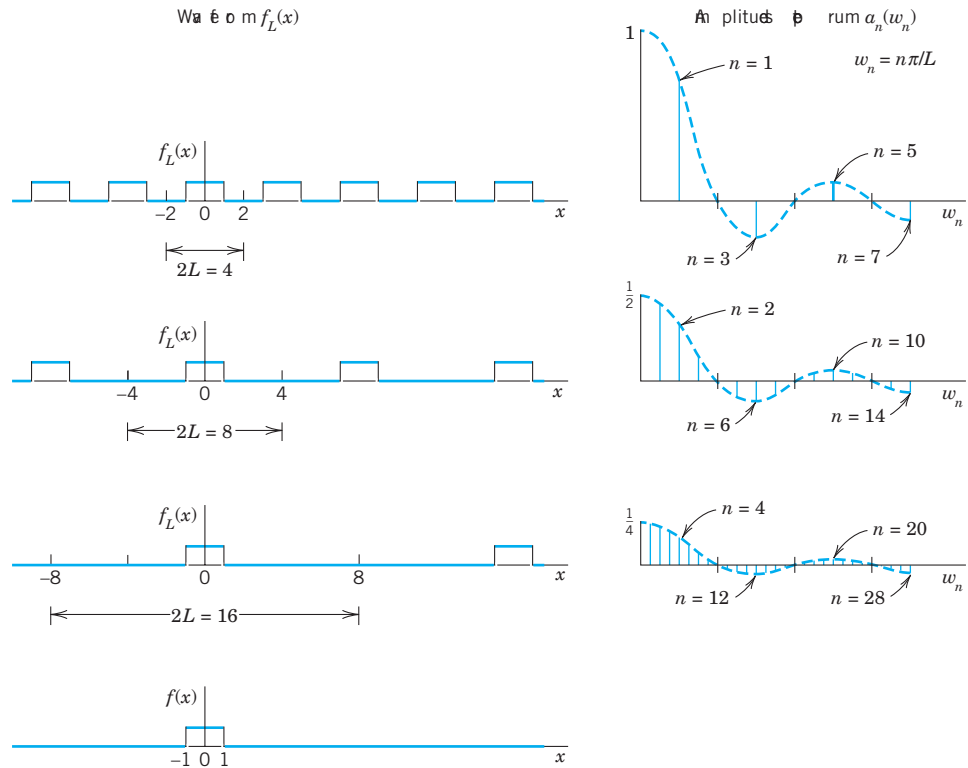 f_L(x)
a_n(w_n)
w_n = nπ/L
1
n = 1
n = 5
n = 3
n = 7
w_n
f_L(x)
−2 0 2
x
2L = 4
1/2
n = 2
n = 10
n = 6
n = 14
w_n
f_L(x)
−4 0 4
x
2L = 8
1/4
n = 4
n = 20
n = 12
n = 28
w_n
f_L(x)
−8 0 8
x
2L = 16
f(x)
−1 0 1
x